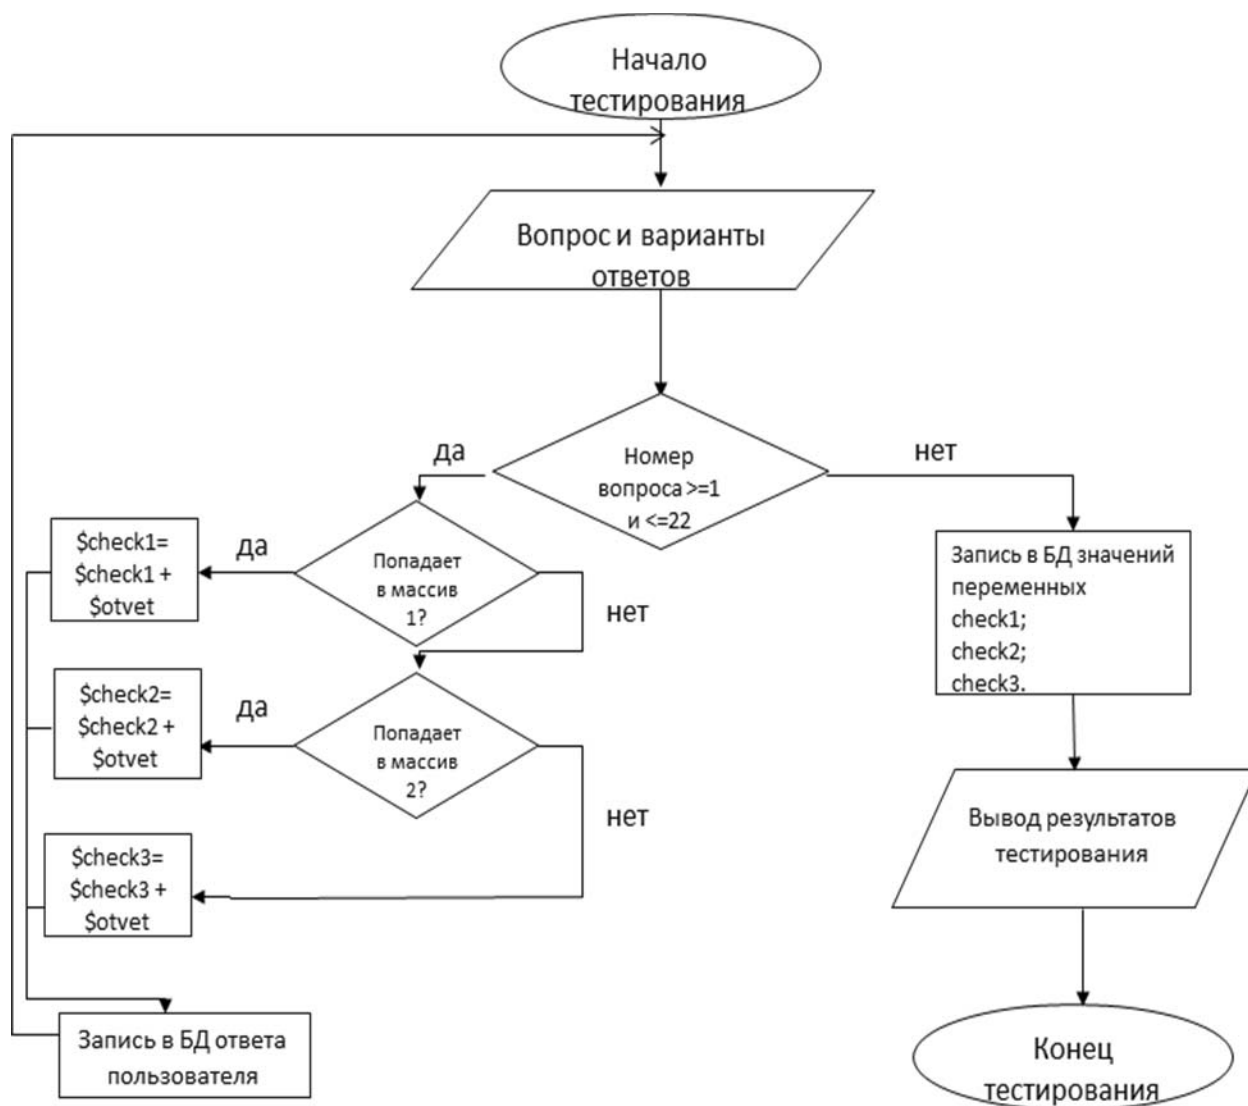 Начало
тестирования
Вопрос и варианты
ответов
да
нет
Номер
вопроса >=1
и <=22
$check1=
$check1 +
$otvet
да
Попадает
в массив
1?
нет
Запись в БД значений
переменных
check1;
check2;
check3.
$check2=
$check2 +
$otvet
да
Попадает
в массив
2?
нет
Вывод результатов
тестирования
$check3=
$check3 +
$otvet
Запись в БД ответа
пользователя
Конец
тестирования